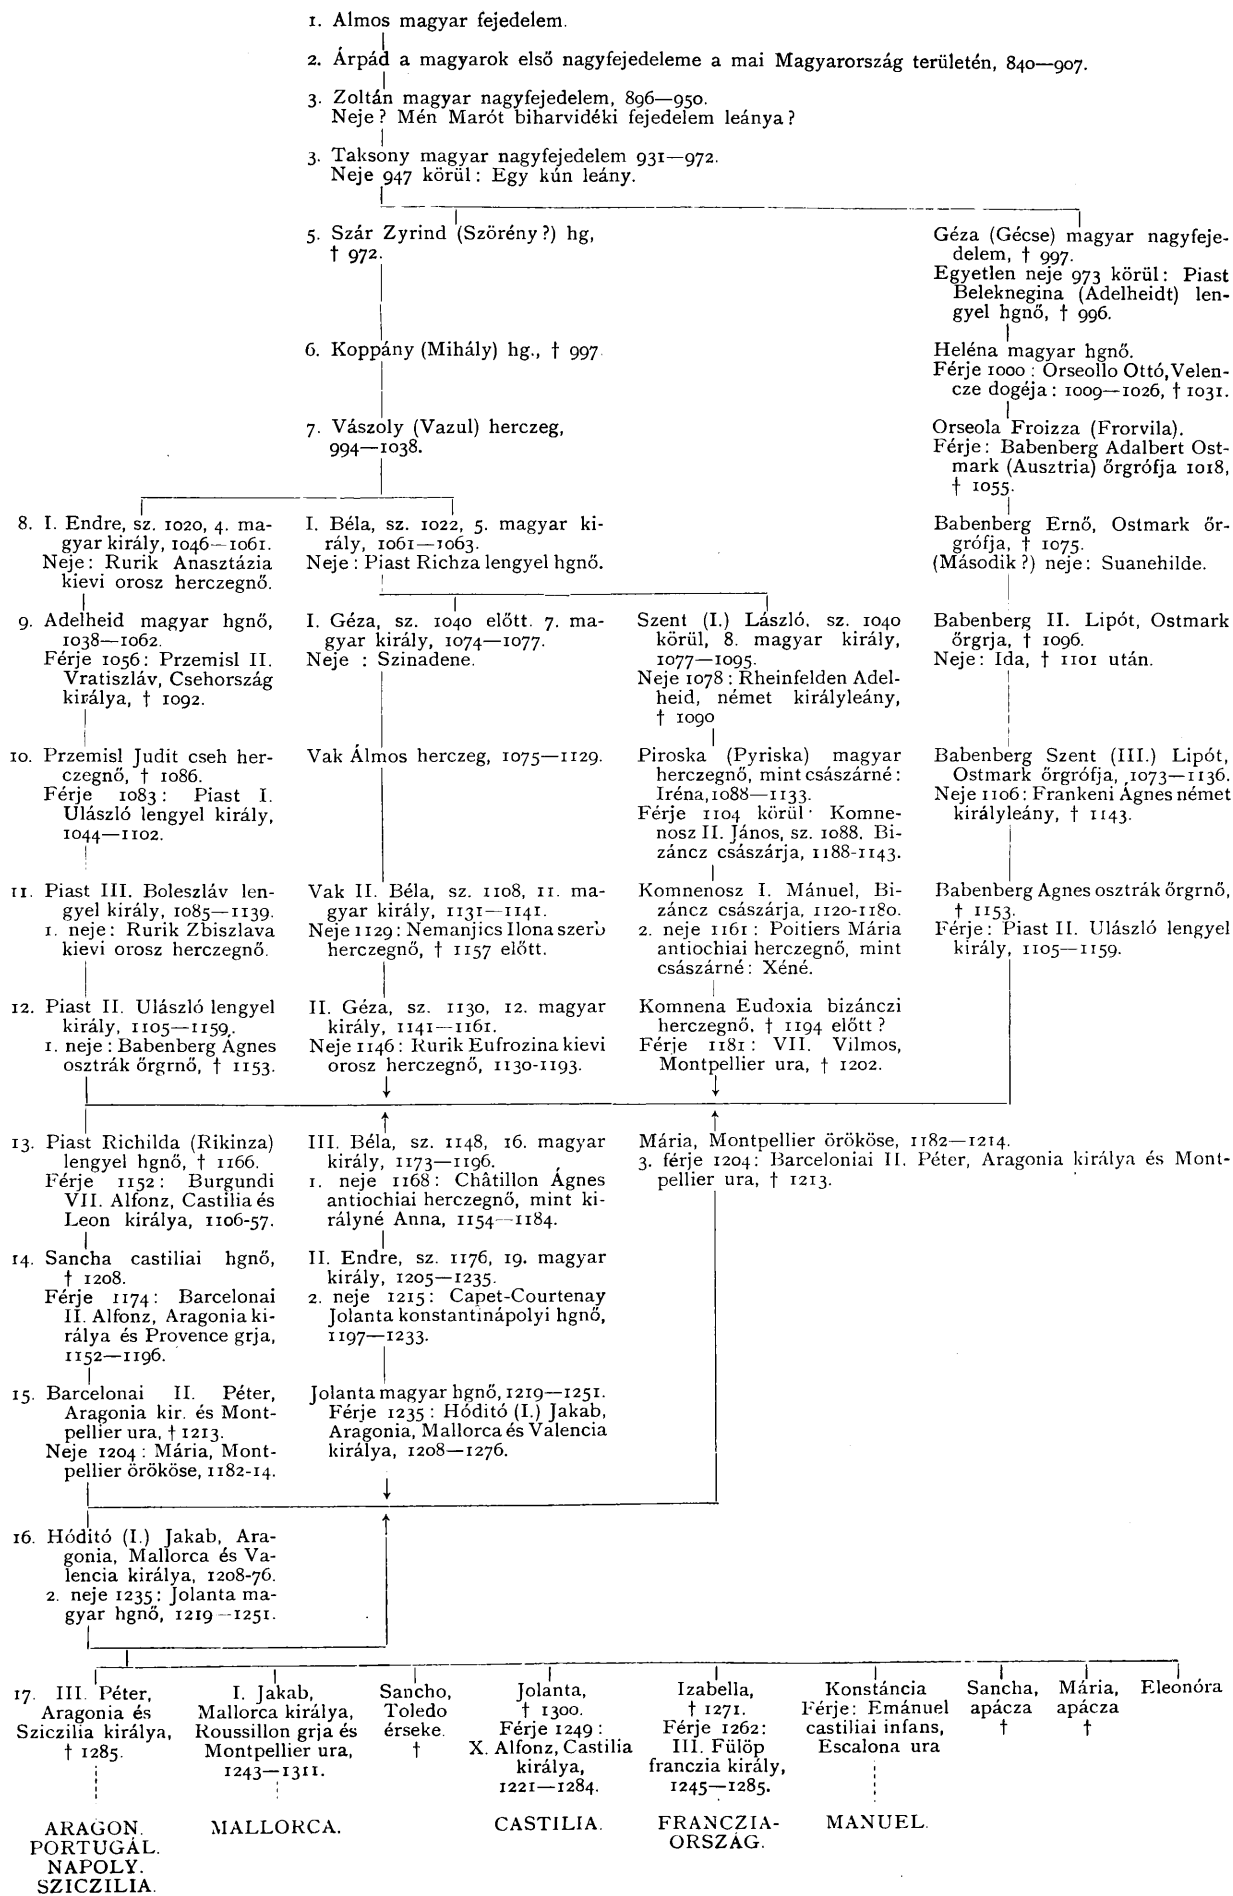 1. Álmos magyar fejedelem.
2. Árpád a magyarok első nagyfejedeleme a mai Magyarország területén, 840—907.
3. Zoltán magyar nagyfejedelem, 896—950.
Neje? Mén Marót biharvidéki fejedelem leánya?
3. Taksony magyar nagyfejedelem 931—972.
Neje 947 körül: Egy kún leány.
5. Szár Zyrind (Szörény?) hg,
† 972.
Géza (Gécse) magyar nagyfeje-
delem, † 997.
Egyetlen neje 973 körül: Piast
Beleknegina (Adelheidt) len-
gyel hgnő, † 996.
6. Koppány (Mihály) hg., † 997.
Heléna magyar hgnő.
Férje 1000: Orseollo Ottó, Velen-
cze dogéja: 1009—1026, † 1031.
7. Vászoly (Vazul) herczeg,
994—1038.
Orseola Froizza (Frorvila).
Férje: Babenberg Adalbert Ost-
mark (Ausztria) őrgrófja 1018,
† 1055.
8. I. Endre, sz. 1020, 4. ma-
gyar király, 1046—1061.
Neje: Rurik Anasztázia
kievi orosz herczegnő.
I. Béla, sz. 1022, 5. magyar ki-
rály, 1061—1063.
Neje: Piast Richza lengyel hgnő.
Babenberg Ernő, Ostmark őr-
grófja, † 1075.
(Második?) neje: Suanehilde.
9. Adelheid magyar hgnő,
1038—1062.
Férje 1056: Przemisl II.
Vratiszláv, Csehország
királya, † 1092.
I. Géza, sz. 1040 előtt. 7. ma-
gyar király, 1074—1077.
Neje: Szinadene.
Szent (I.) László, sz. 1040
körül, 8. magyar király,
1077—1095.
Neje 1078: Rheinfelden Adel-
heid, német királyleány,
† 1090
Babenberg II. Lipót, Ostmark
őrgrja, † 1096.
Neje: Ida, † 1101 után.
10. Przemisl Judit cseh her-
czegnő, † 1086.
Férje 1083: Piast I.
Ulászló lengyel király,
1044—1102.
Vak Álmos herczeg, 1075—1129.
Piroska (Pyriska) magyar
herczegnő, mint császárné:
Iréna, 1088—1133.
Férje 1104 körül: Komne-
nosz II. János, sz. 1088. Bi-
záncz császárja, 1188-1143.
Babenberg Szent (III.) Lipót,
Ostmark őrgrófja, 1073—1136.
Neje 1106: Frankeni Ágnes német
királyleány, † 1143.
11. Piast III. Boleszláv len-
gyel király, 1085—1139.
1. neje: Rurik Zbiszlava
kievi orosz herczegnő.
Vak II. Béla, sz. 1108, 11. ma-
gyar király, 1131—1141.
Neje 1129: Nemanjics Ilona szerb
herczegnő, † 1157 előtt.
Komnenosz I. Mánuel, Bi-
záncz császárja, 1120-1180.
2. neje 1161: Poitiers Mária
antiochiai herczegnő, mint
császárné: Xéné.
Babenberg Agnes osztrák őrgrnő,
† 1153.
Férje: Piast II. Ulászló lengyel
király, 1105—1159.
12. Piast II. Ulászló lengyel
király, 1105—1159.
1. neje: Babenberg Ágnes
osztrák őrgrnő, † 1153.
II. Géza, sz. 1130, 12. magyar
király, 1141—1161.
Neje 1146: Rurik Eufrozina kievi
orosz herczegnő, 1130-1193.
Komnena Eudoxia bizánczi
herczegnő, † 1194 előtt?
Férje 1181: VII. Vilmos,
Montpellier ura, † 1202.
13. Piast Richilda (Rikinza)
lengyel hgnő, † 1166.
Férje 1152: Burgundi
VII. Alfonz, Castilia és
Leon királya, 1106-57.
III. Béla, sz. 1148, 16. magyar
király, 1173—1196.
1. neje 1168: Châtillon Ágnes
antiochiai herczegnő, mint ki-
rályné Anna, 1154—1184.
Mária, Montpellier örököse, 1182—1214.
3. férje 1204: Barceloniai II. Péter, Aragonia királya és Mont-
pellier ura, † 1213.
14. Sancha castiliai hgnő,
† 1208.
Férje 1174: Barcelonai
II. Alfonz, Aragonia ki-
rálya és Provence grja,
1152—1196.
II. Endre, sz. 1176, 19. magyar
király, 1205—1235.
2. neje 1215: Capet-Courtenay
Jolanta konstantinápolyi hgnő,
1197—1233.
15. Barcelonai II. Péter,
Aragonia kir. és Mont-
pellier ura, † 1213.
Neje 1204: Mária, Mont-
pellier örököse, 1182-14.
Jolanta magyar hgnő, 1219—1251.
Férje 1235: Hóditó (I.) Jakab,
Aragonia, Mallorca és Valencia
királya, 1208—1276.
16. Hóditó (I.) Jakab, Ara-
gonia, Mallorca és Va-
lencia királya, 1208-76.
2. neje 1235: Jolanta ma-
gyar hgnő, 1219—1251.
17. III. Péter,
Aragonia és
Sziczilia királya,
† 1285.
I. Jakab,
Mallorca királya,
Roussillon grja és
Montpellier ura,
1243—1311.
Sancho,
Toledo
érseke.
†
Jolanta,
† 1300.
Férje 1249:
X. Alfonz, Castilia
királya,
1221—1284.
Izabella,
† 1271.
Férje 1262:
III. Fülöp
franczia király,
1245—1285.
Konstáncia
Férje: Emánuel
castiliai infans,
Escalona ura
Sancha,
apácza
†
Mária,
apácza
†
Eleonóra
ARAGON.
PORTUGÁL.
NAPOLY.
SZICZILIA.
MALLORCA.
CASTILIA.
FRANCZIA-
ORSZÁG.
MANUEL.